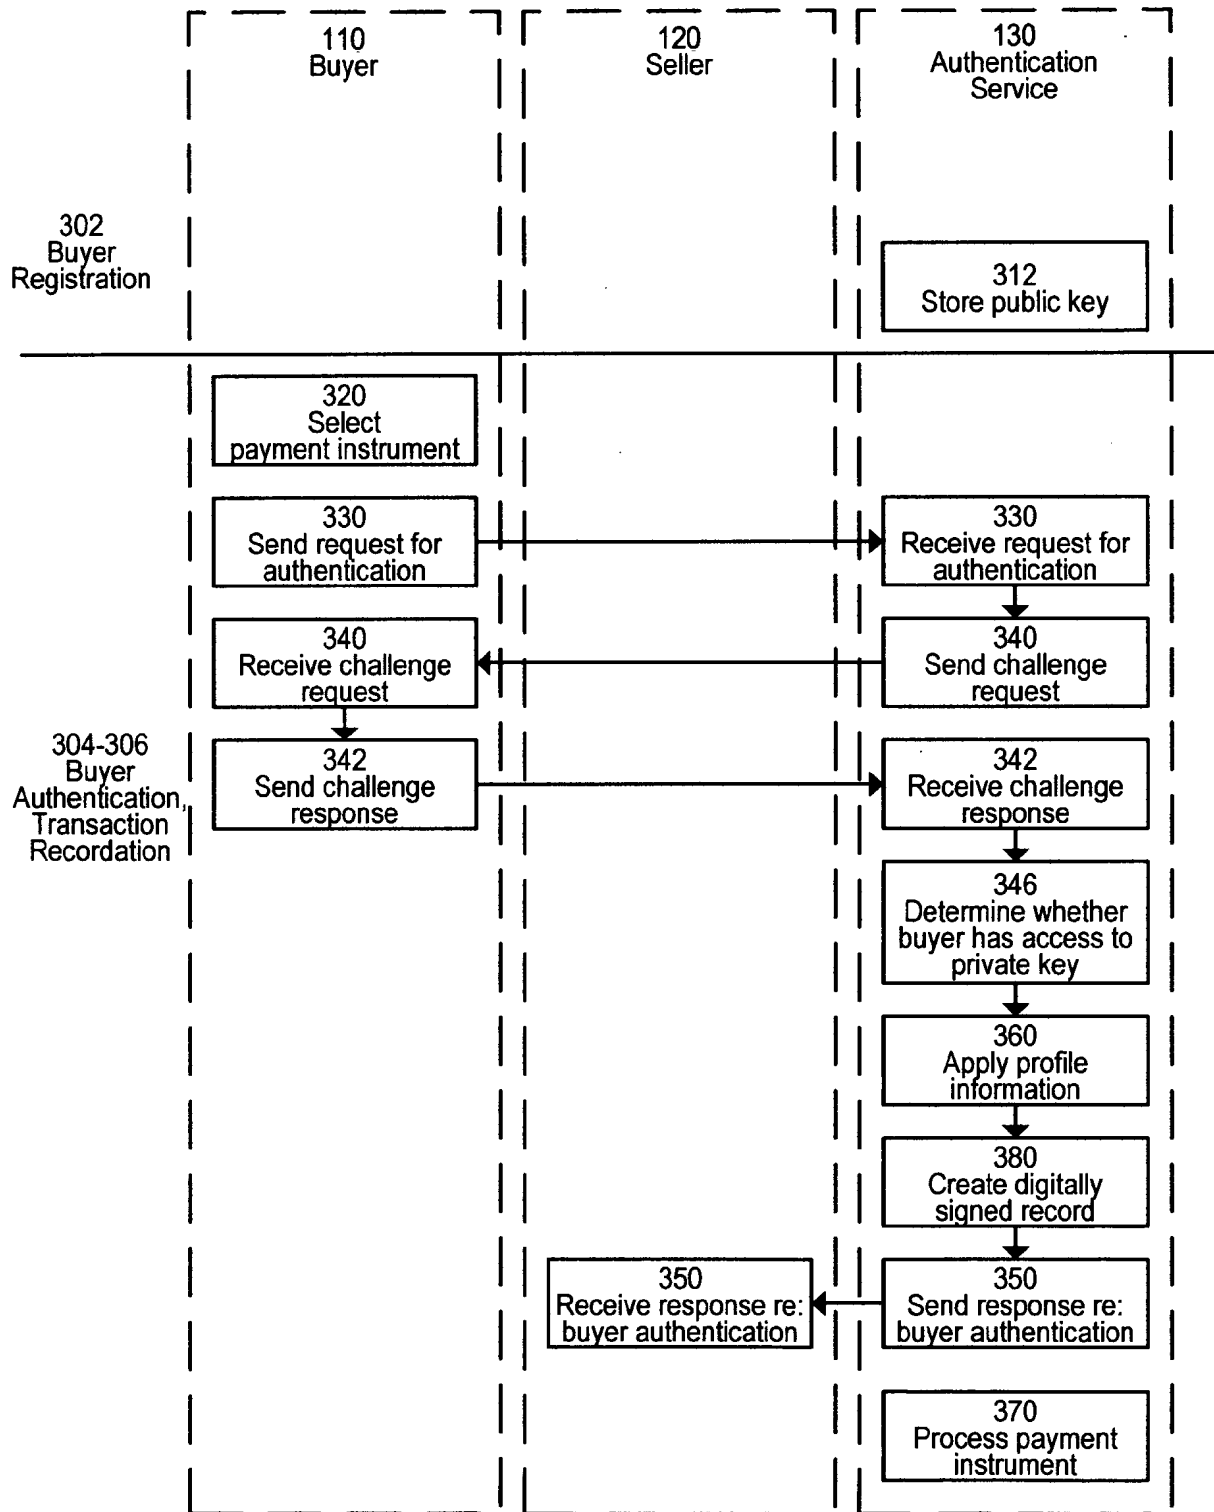 110
Buyer
120
Seller
130
Authentication
Service
302
Buyer
Registration
312
Store public key
320
Select
payment instrument
330
Send request for
authentication
330
Receive request for
authentication
340
Receive challenge
request
340
Send challenge
request
304-306
Buyer
Authentication,
Transaction
Recordation
342
Send challenge
response
342
Receive challenge
response
346
Determine whether
buyer has access to
private key
360
Apply profile
information
380
Create digitally
signed record
350
Receive response re:
buyer authentication
350
Send response re:
buyer authentication
370
Process payment
instrument